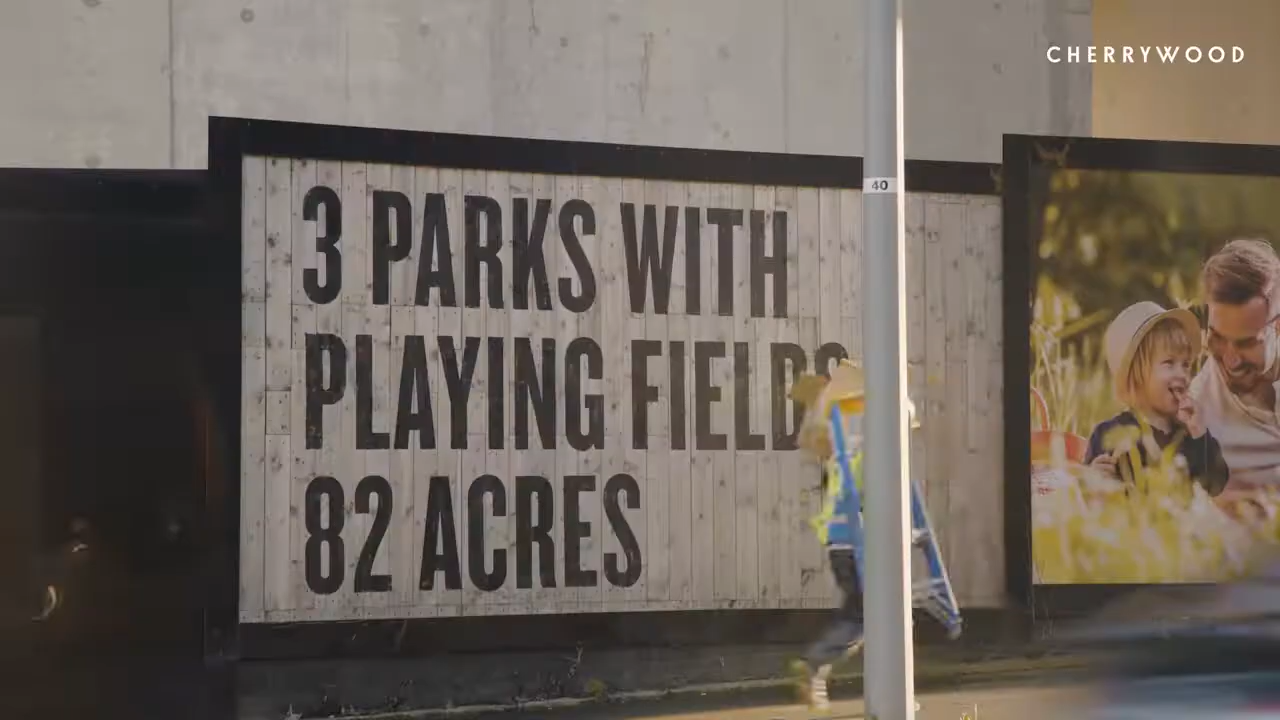 CHERRYWOOD
40
3 PARKS WITH
PLAYING FIELDS
82 ACRES